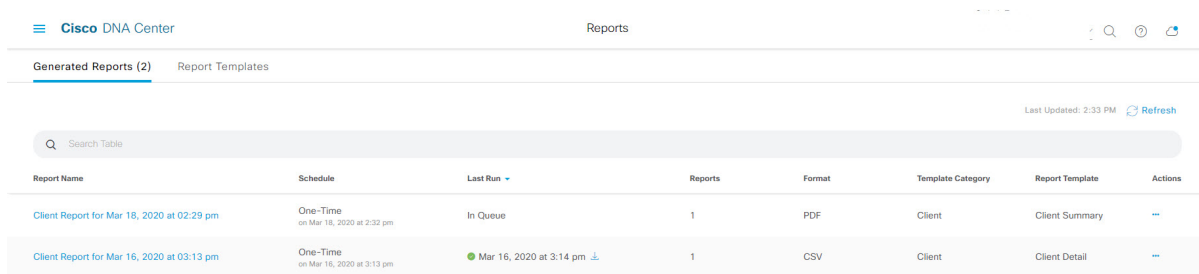 Cisco DNA Center
Reports
Generated Reports (2) Report Templates
Last Updated: 2:33 PM Refresh
Search Table
Report Name Schedule Last Run Reports Format Template Category Report Template Actions
Client Report for Mar 18, 2020 at 02:29 pm One-Time In Queue 1 PDF Client Client Summary ...
on Mar 18, 2020 at 2:32 pm
Client Report for Mar 16, 2020 at 03:13 pm One-Time Mar 16, 2020 at 3:14 pm 1 CSV Client Client Detail ...
on Mar 16, 2020 at 3:13 pm